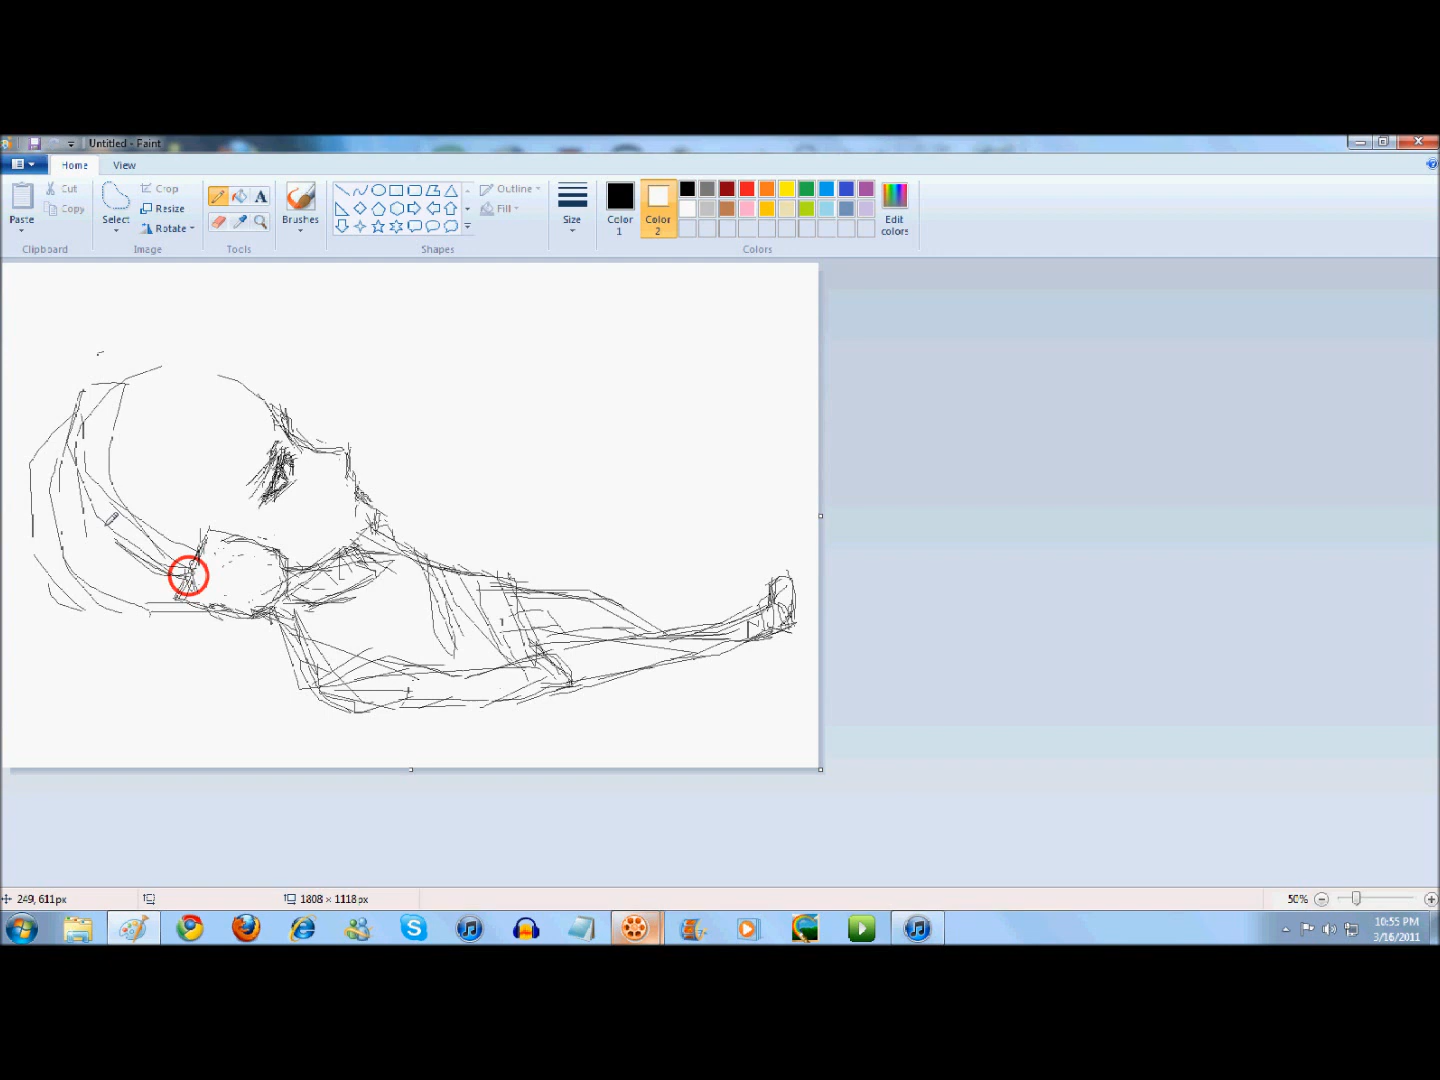 Untitled - Paint
Home View
Cut
Copy
Paste
Clipboard
Select
Crop
Resize
Rotate
Image
A
Tools
Brushes
Outline
Fill
Shapes
Size
Color 1
Color 2
Edit colors
Colors
249, 611px
1808 × 1118px
50%
10:55 PM
3/16/2011